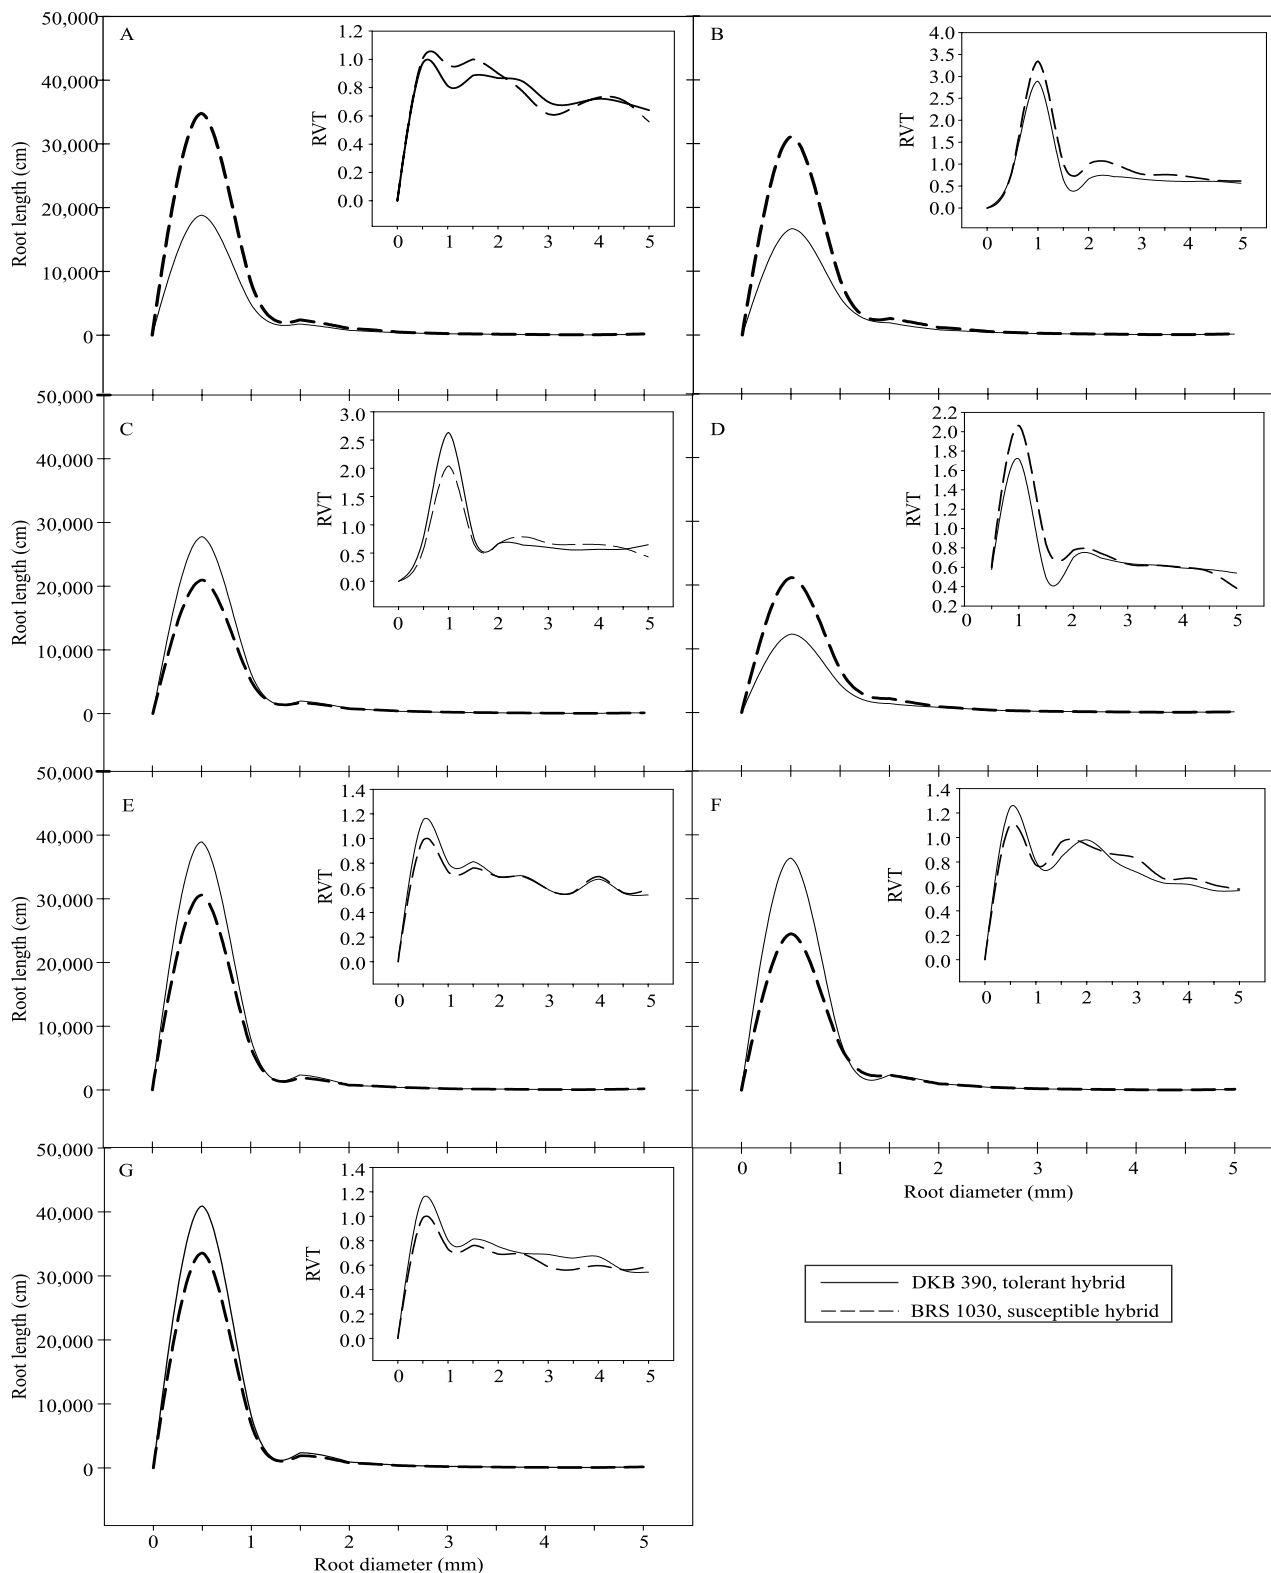 A
50,000
40,000
30,000
20,000
10,000
0
Root length (cm)
1.2
1.0
0.8
0.6
0.4
0.2
0.0
RVT
0 1 2 3 4 5
B
4.0
3.5
3.0
2.5
2.0
1.5
1.0
0.5
0.0
RVT
0 1 2 3 4 5
C
50,000
40,000
30,000
20,000
10,000
0
Root length (cm)
3.0
2.5
2.0
1.5
1.0
0.5
0.0
RVT
0 1 2 3 4 5
D
2.2
2.0
1.8
1.6
1.4
1.2
1.0
0.8
0.6
0.4
0.2
RVT
0 1 2 3 4 5
E
50,000
40,000
30,000
20,000
10,000
0
Root length (cm)
1.4
1.2
1.0
0.8
0.6
0.4
0.2
0.0
RVT
0 1 2 3 4 5
F
1.4
1.2
1.0
0.8
0.6
0.4
0.2
0.0
RVT
0 1 2 3 4 5
0 1 2 3 4 5
Root diameter (mm)
G
50,000
40,000
30,000
20,000
10,000
0
Root length (cm)
1.4
1.2
1.0
0.8
0.6
0.4
0.2
0.0
RVT
0 1 2 3 4 5
0 1 2 3 4 5
Root diameter (mm)
DKB 390, tolerant hybrid
BRS 1030, susceptible hybrid